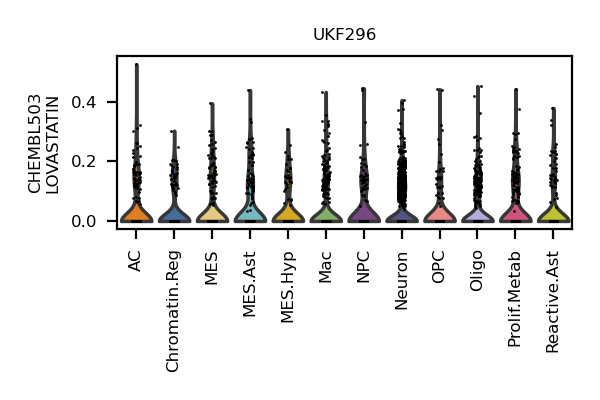 UKF296
CHEMBL503
LOVASTATIN
0.4
0.2
0.0
AC
Chromatin.Reg
MES
MES.Ast
MES.Hyp
Mac
NPC
Neuron
OPC
Oligo
Prolif.Metab
Reactive.Ast